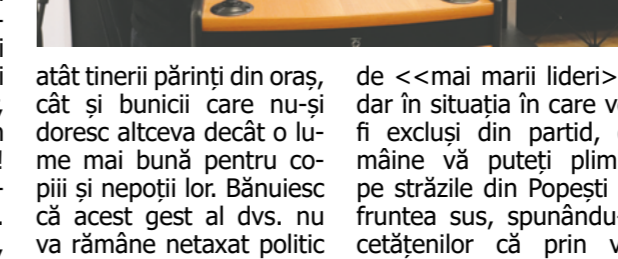 i
i
,
n
!
-
.
,
atât tinerii părinți din oraș,
cât și bunicii care nu-și
doresc altceva decât o lu-
me mai bună pentru co-
piii și nepoții lor. Bănuiesc
că acest gest al dvs. nu
va rămâne netaxat politic
de <<mai marii lideri>
dar în situația în care
fi excluși din partid,
mâine vă puteți
pe străzile din Popești
fruntea sus,
cetățenilor că prin